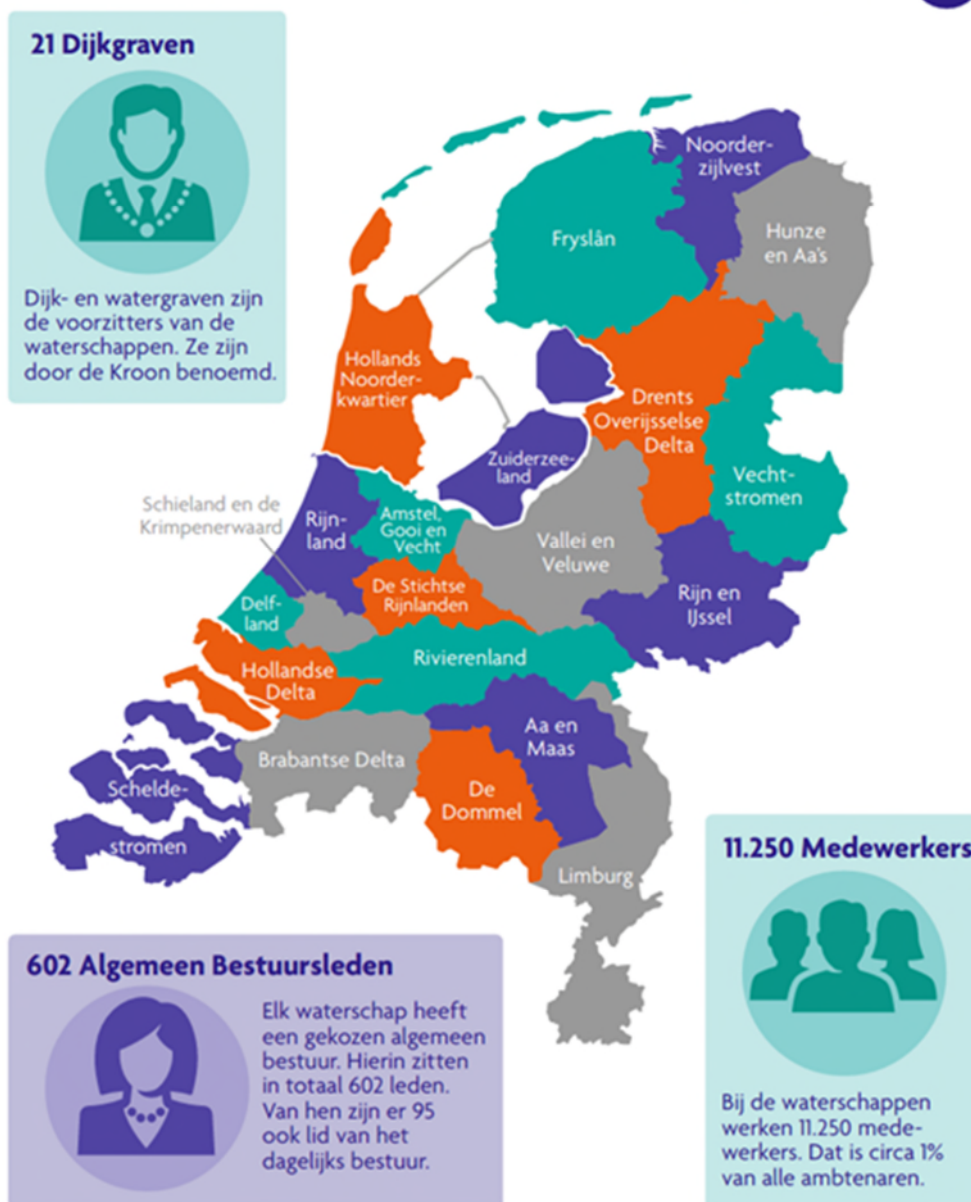 21 Dijkgraven
Dijk- en watergraven zijn
de voorzitters van de
waterschappen. Ze zijn
door de Kroon benoemd.
Noorder-
zijlvest
Fryslân
Hunze
en Aa's
Hollands
Noorder-
kwartier
Drents
Overijsselse
Delta
Zuiderzee-
land
Vecht-
stromen
Schieland en de
Krimpenerwaard
Rijn-
land
Amstel,
Gooi en
Vecht
Vallei en
Veluwe
De Stichtse
Rijnlanden
Rijn en
IJssel
Delf-
land
Rivierenland
Hollandse
Delta
Aa en
Maas
Brabantse Delta
De
Dommel
Schelde-
stromen
Limburg
11.250 Medewerkers
Bij de waterschappen
werken 11.250 mede-
werkers. Dat is circa 1%
van alle ambtenaren.
602 Algemeen Bestuursleden
Elk waterschap heeft
een gekozen algemeen
bestuur. Hierin zitten
in totaal 602 leden.
Van hen zijn er 95
ook lid van het
dagelijks bestuur.